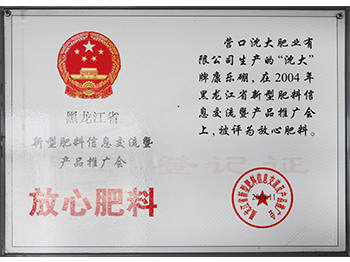 黑龙江省
新型肥料信息交流暨
产品推广会
放心肥料
营口沈大肥业有
限公司生产的“沈大”
牌康乐硼，在2004年
黑龙江省新型肥料信
息交流暨产品推广会
上，被评为放心肥料。
登记证